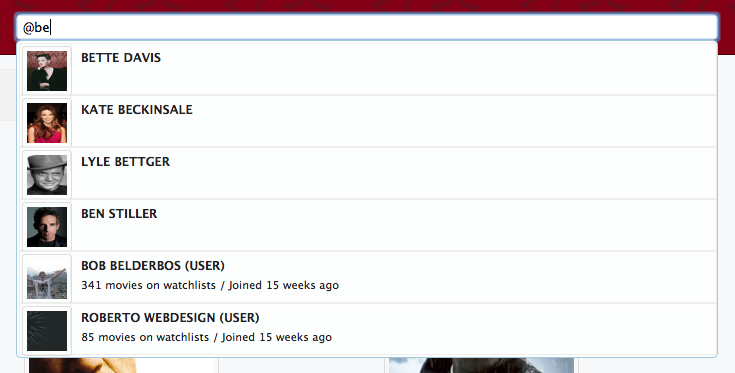 @be
BETTE DAVIS
KATE BECKINSALE
LYLE BETTGER
BEN STILLER
BOB BELDERBOS (USER)
341 movies on watchlists / Joined 15 weeks ago
ROBERTO WEBDESIGN (USER)
85 movies on watchlists / Joined 15 weeks ago